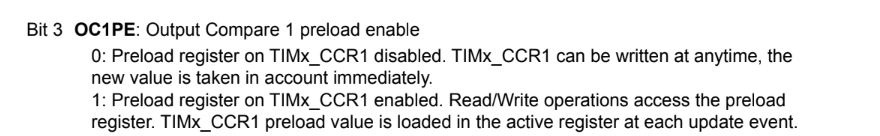 Bit 3 OC1PE: Output Compare 1 preload enable
0: Preload register on TIMx_CCR1 disabled. TIMx_CCR1 can be written at anytime, the
new value is taken in account immediately.
1: Preload register on TIMx_CCR1 enabled. Read/Write operations access the preload
register. TIMx_CCR1 preload value is loaded in the active register at each update event.